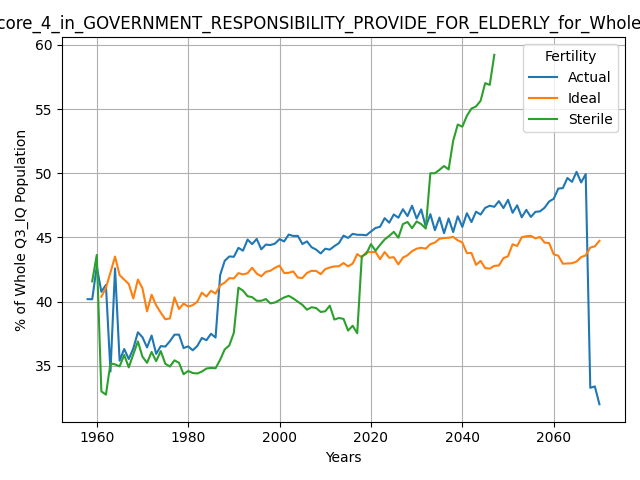 core_4_in_GOVERNMENT_RESPONSIBILITY_PROVIDE_FOR_ELDERLY_for_Whole
60
55
50
45
40
35
% of Whole Q3_IQ Population
Fertility
Actual
Ideal
Sterile
1960 1980 2000 2020 2040 2060
Years